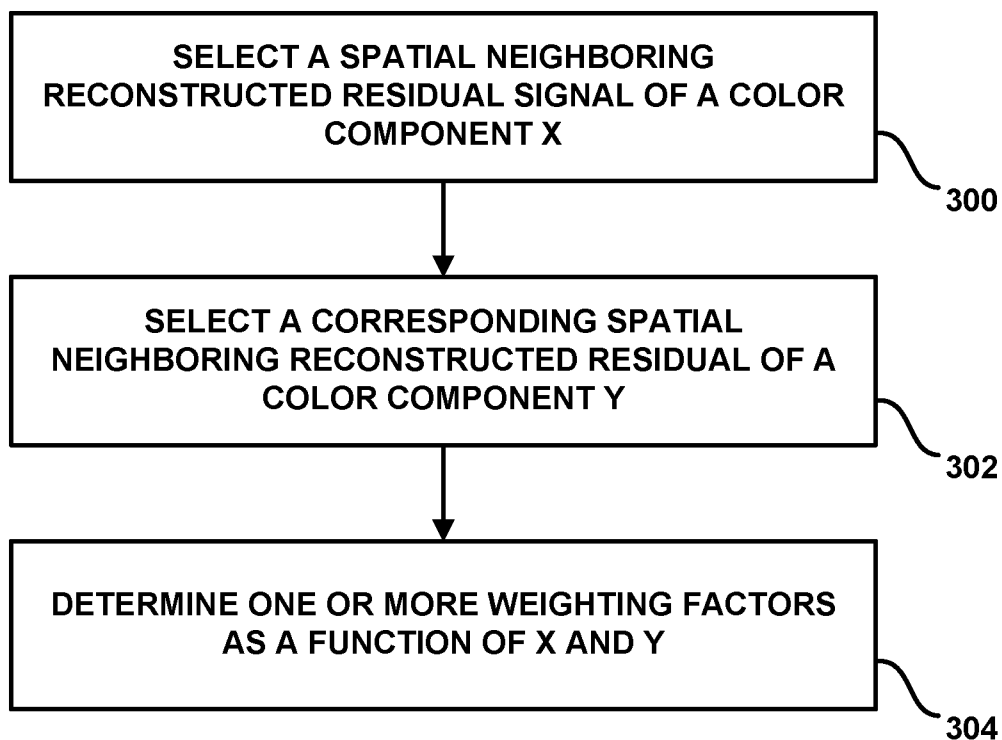 SELECT A SPATIAL NEIGHBORING
RECONSTRUCTED RESIDUAL SIGNAL OF A COLOR
COMPONENT X
300
SELECT A CORRESPONDING SPATIAL
NEIGHBORING RECONSTRUCTED RESIDUAL OF A
COLOR COMPONENT Y
302
DETERMINE ONE OR MORE WEIGHTING FACTORS
AS A FUNCTION OF X AND Y
304